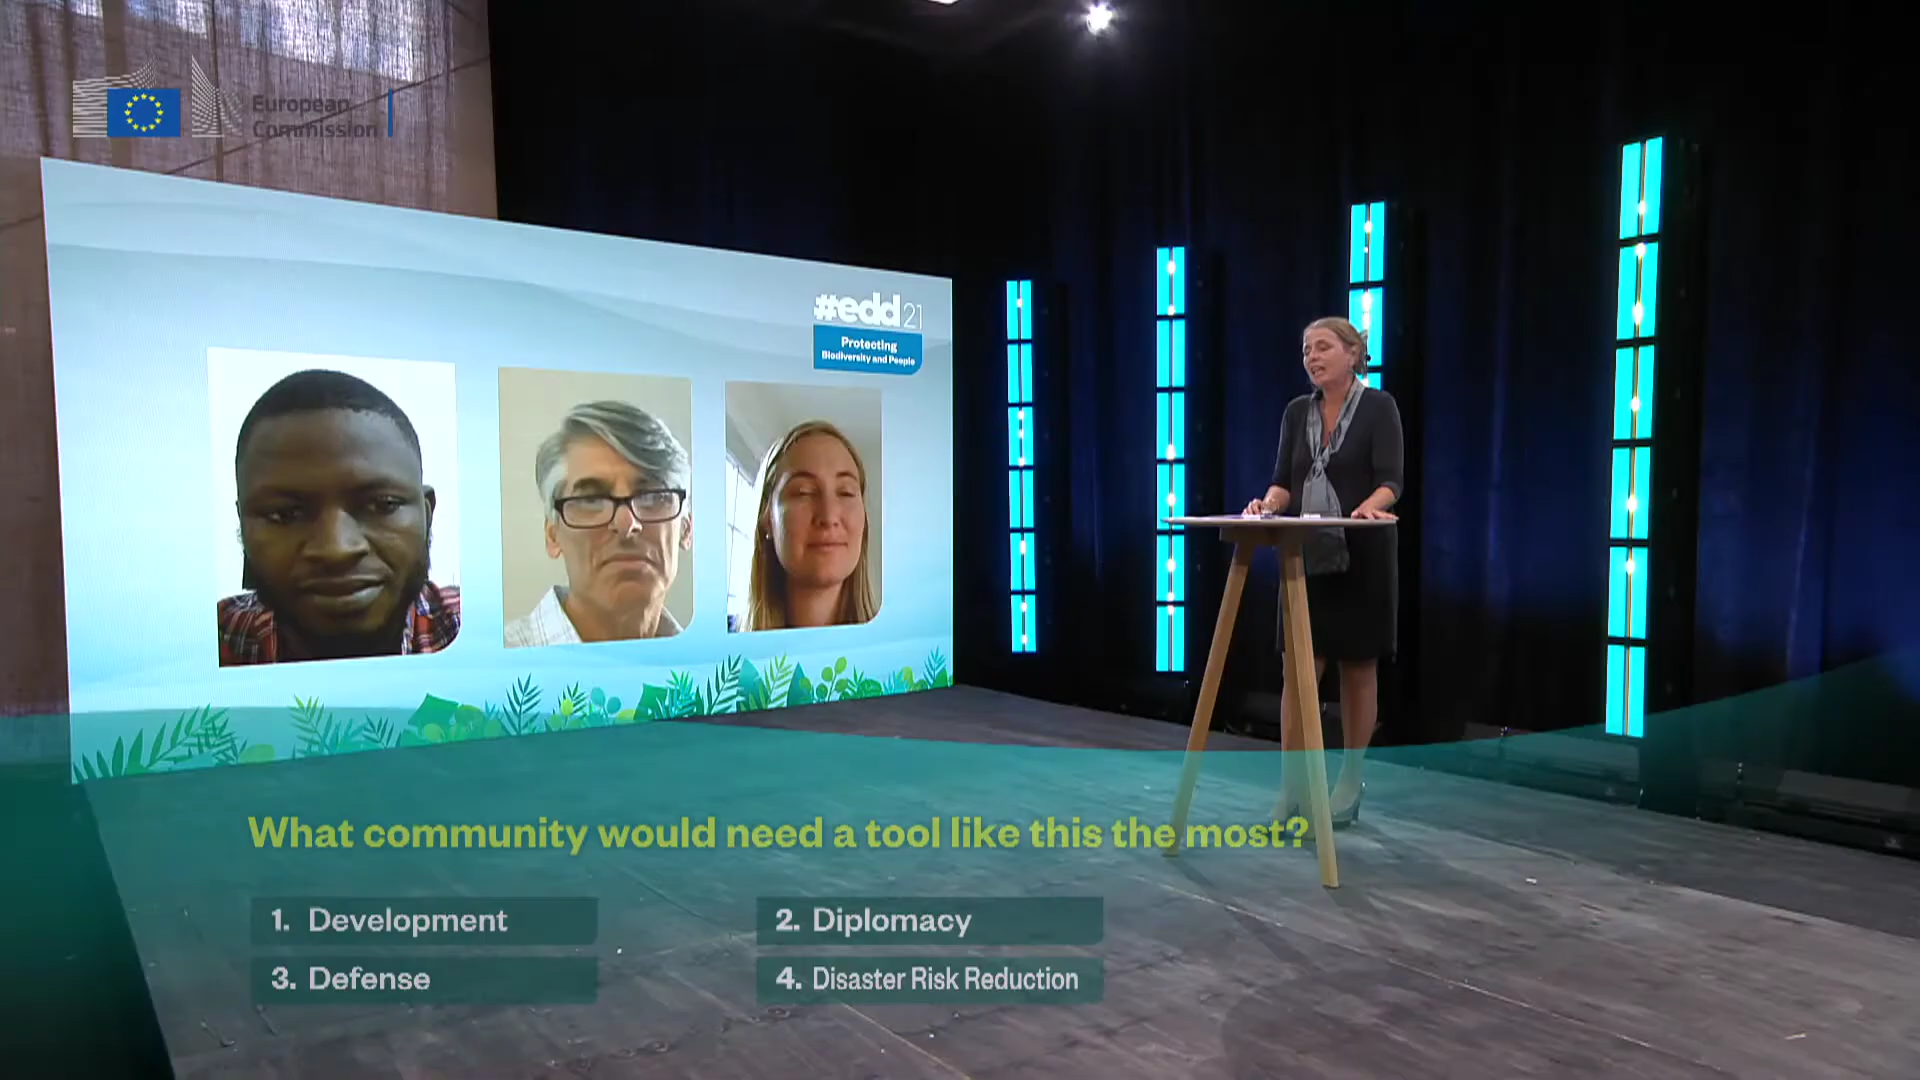 European
Commission
#edd21
Protecting
Biodiversity and People
What community would need a tool like this the most?
1. Development
2. Diplomacy
3. Defense
4. Disaster Risk Reduction